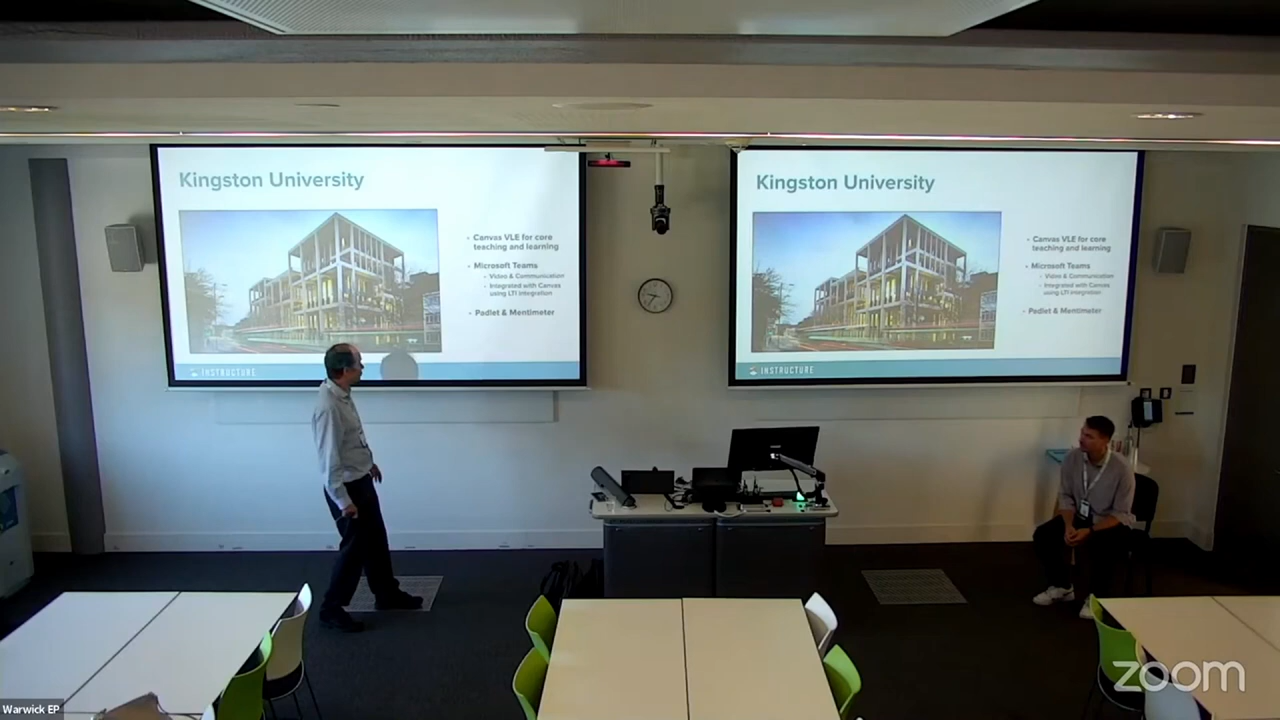 Kingston University
• Canvas VLE for core
teaching and learning
• Microsoft Teams
• Video & Communication
• Integrated with Canvas
using LTI integration
• Padlet & Mentimeter
INSTRUCTURE
Kingston University
• Canvas VLE for core
teaching and learning
• Microsoft Teams
• Video & Communication
• Integrated with Canvas
using LTI integration
• Padlet & Mentimeter
INSTRUCTURE
zoom
Warwick EP